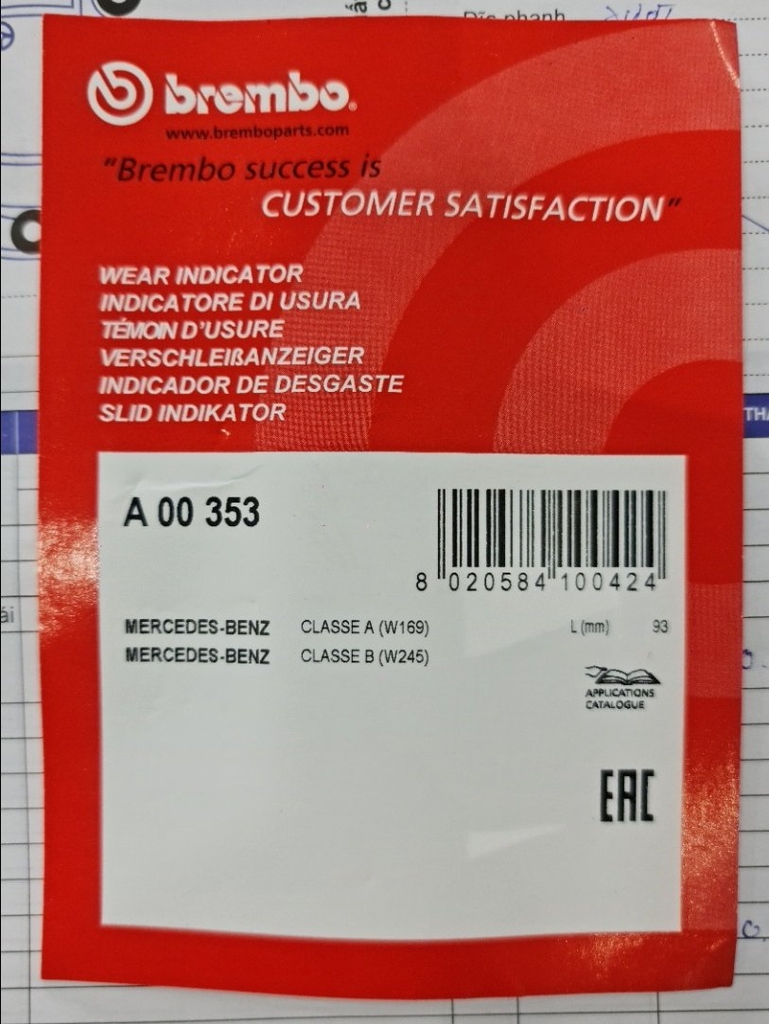 Dĩa phanh
brembo.
www.bremboparts.com
"Brembo success is
CUSTOMER SATISFACTION"
WEAR INDICATOR
INDICATORE DI USURA
TÉMOIN D'USURE
VERSCHLEIßANZEIGER
INDICADOR DE DESGASTE
SLID INDIKATOR
A 00 353
8 020584 100424
MERCEDES-BENZ CLASSE A (W169) L (mm) 93
MERCEDES-BENZ CLASSE B (W245)
APPLICATIONS
CATALOGUE
EAC